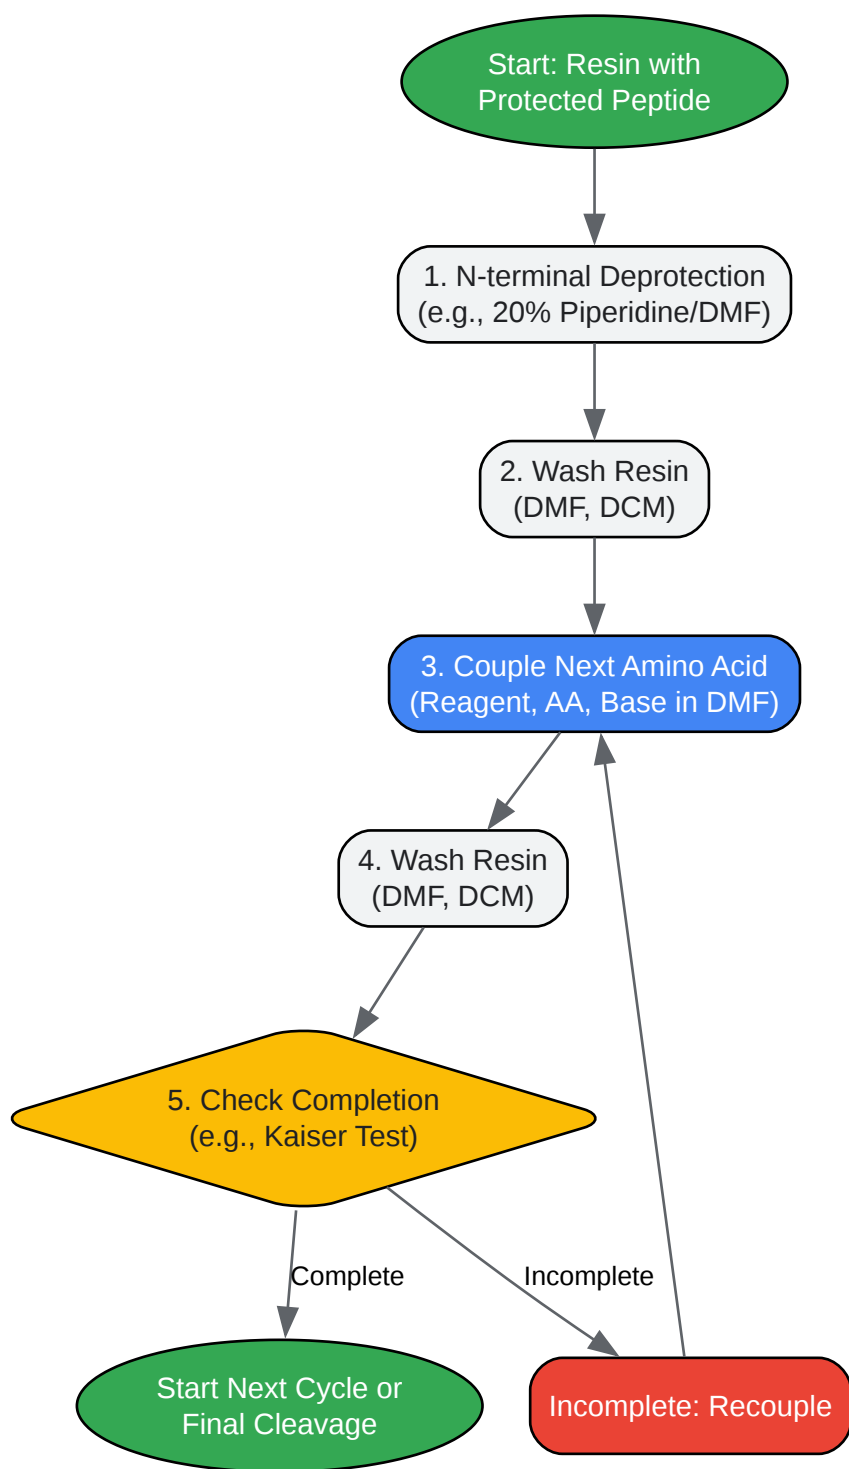 Start: Resin with
Protected Peptide
1. N-terminal Deprotection
(e.g., 20% Piperidine/DMF)
2. Wash Resin
(DMF, DCM)
3. Couple Next Amino Acid
(Reagent, AA, Base in DMF)
4. Wash Resin
(DMF, DCM)
5. Check Completion
(e.g., Kaiser Test)
Complete
Incomplete
Start Next Cycle or
Final Cleavage
Incomplete: Recouple